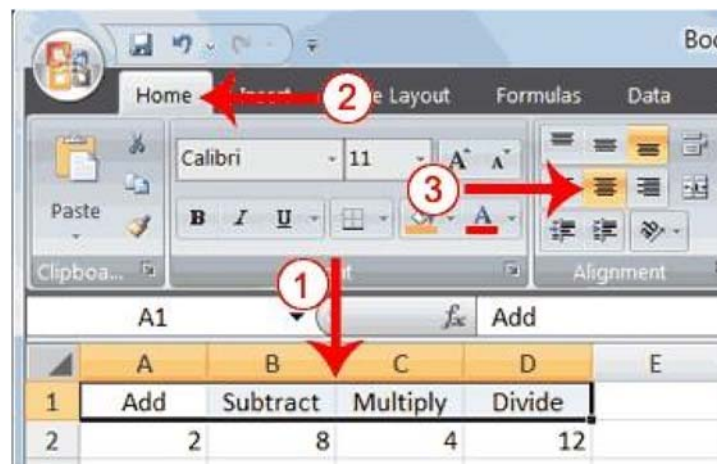 Boo
Home 2 Layout Formulas Data
Calibri 11 A A
3
Paste B I U A
Clipboa... Alignment
1
A1 fx Add
A B C D E
1 Add Subtract Multiply Divide
2 2 8 4 12